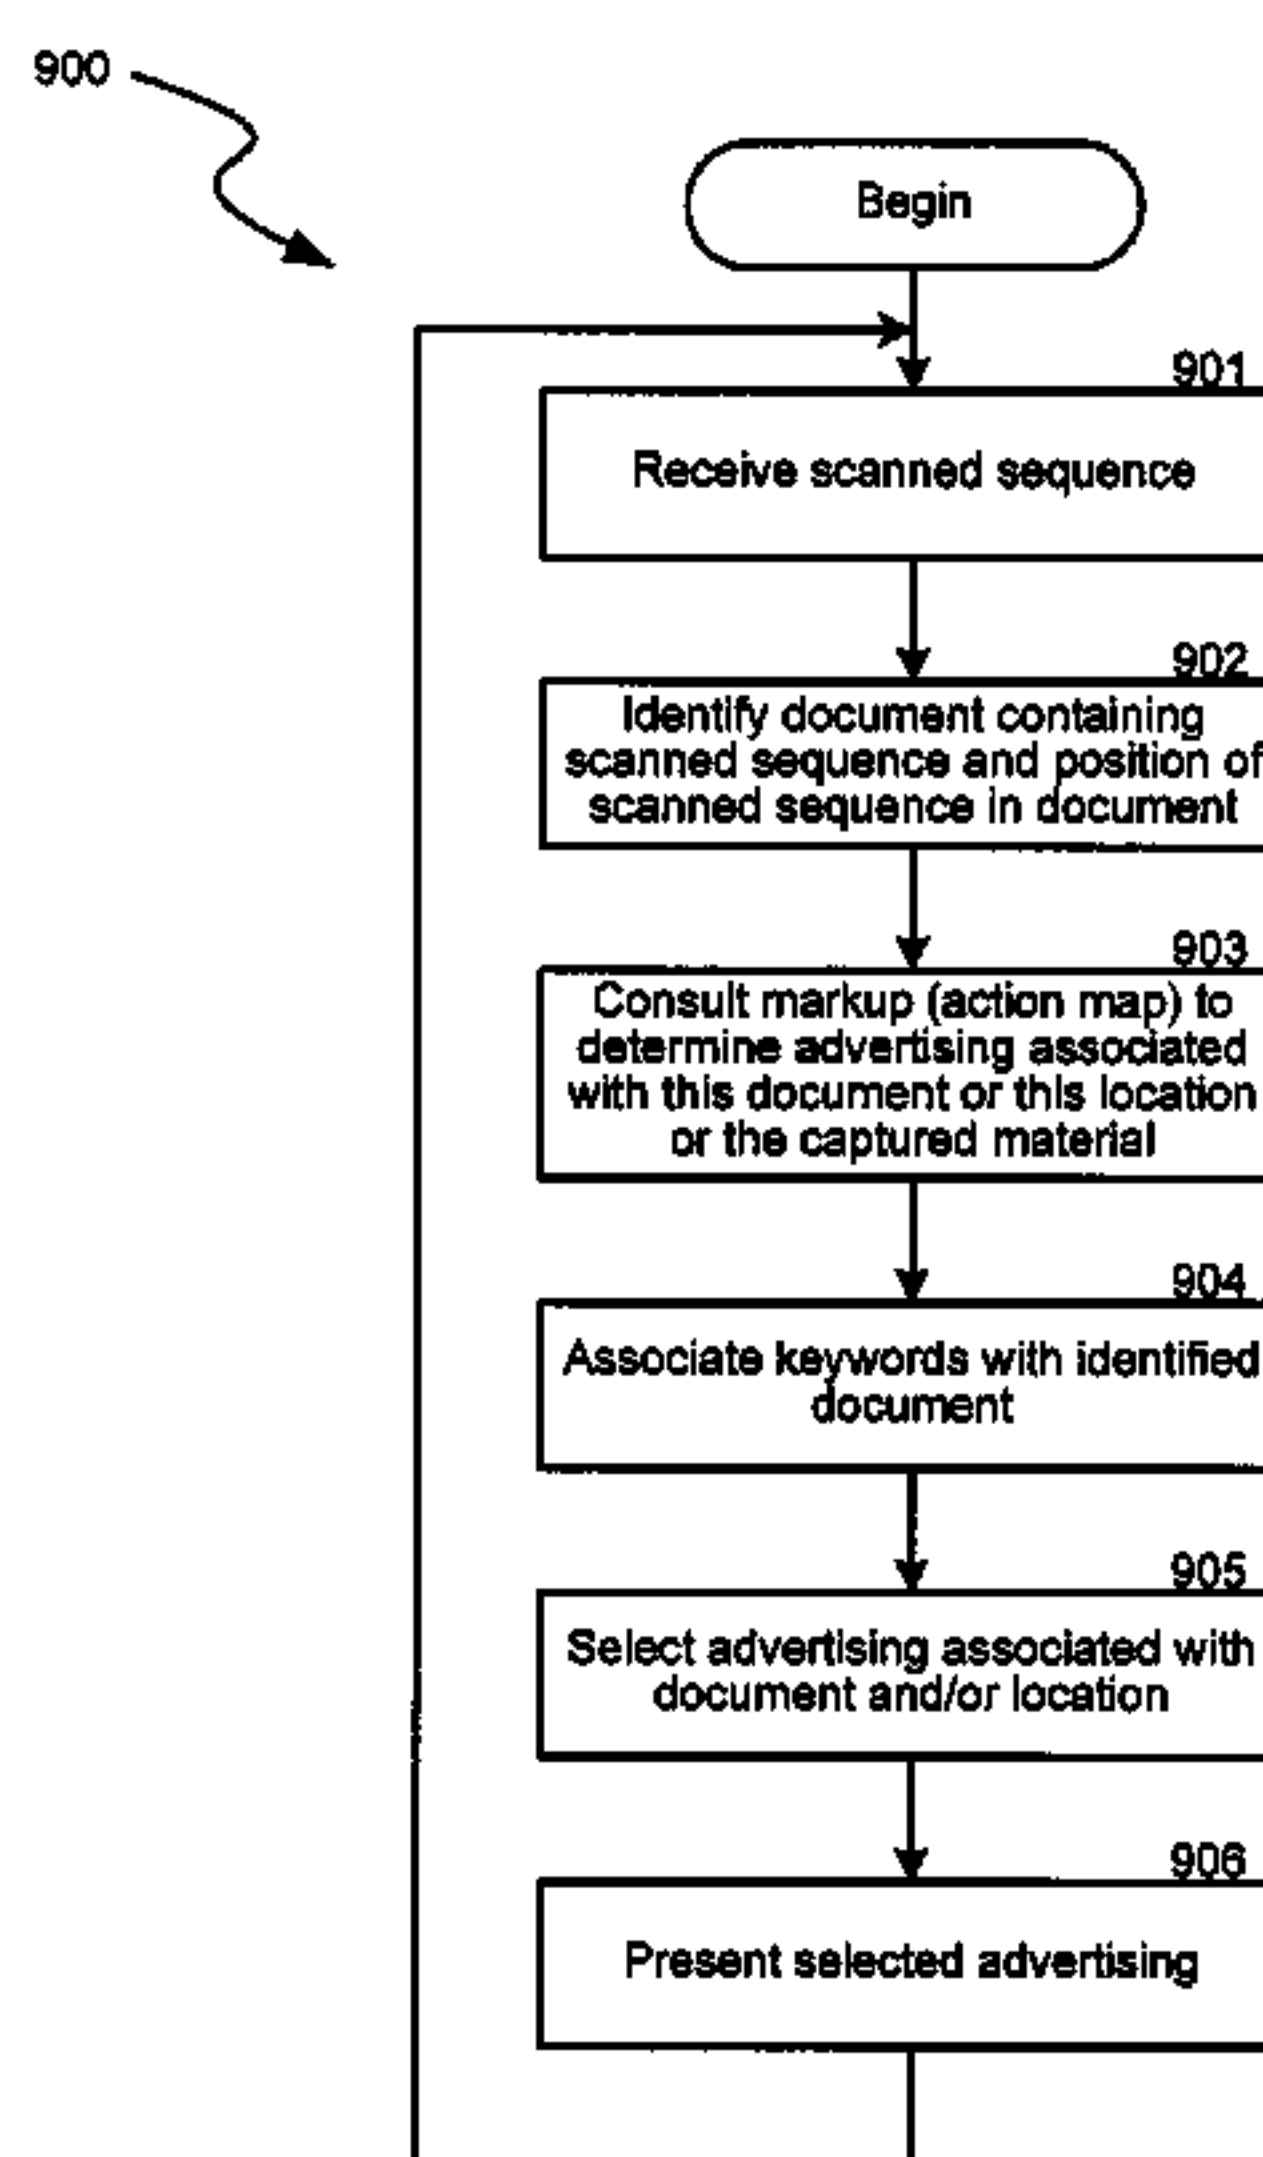 900
Begin
901
Receive scanned sequence
902
Identify document containing
scanned sequence and position of
scanned sequence in document
903
Consult markup (action map) to
determine advertising associated
with this document or this location
or the captured material
904
Associate keywords with identified
document
905
Select advertising associated with
document and/or location
906
Present selected advertising